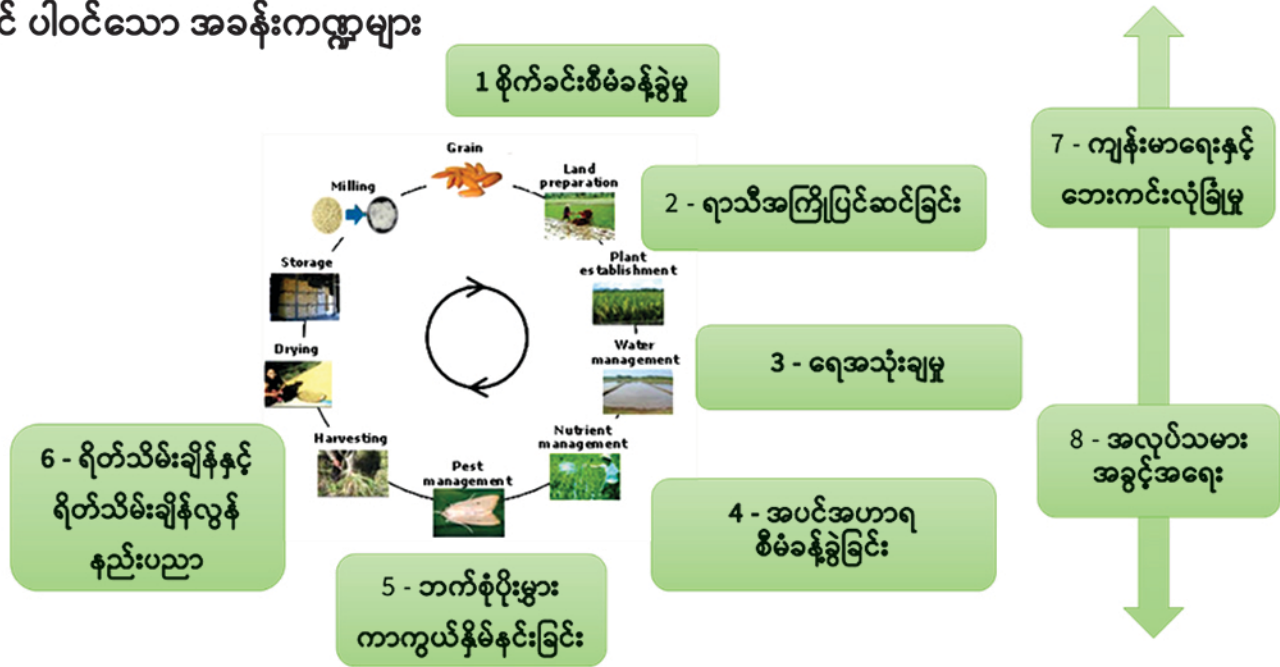 င် ပါဝင်သော အခန်းကဏ္ဍများ
1 စိုက်ခင်းစီမံခန့်ခွဲမှု
Grain
Land
preparation
Milling
2 - ရာသီအကြိုပြင်ဆင်ခြင်း
Plant
establishment
Storage
Water
management
Drying
3 - ရေအသုံးချမှု
Nutrient
management
Harvesting
Pest
management
4 - အပင်အဟာရ
စီမံခန့်ခွဲခြင်း
5 - ဘက်စုံပိုးမွှား
ကာကွယ်နှိမ်နင်းခြင်း
6 - ရိတ်သိမ်းချိန်နှင့်
ရိတ်သိမ်းချိန်လွန်
နည်းပညာ
7 - ကျန်းမာရေးနှင့်
ဘေးကင်းလုံခြုံမှု
8 - အလုပ်သမား
အခွင့်အရေး